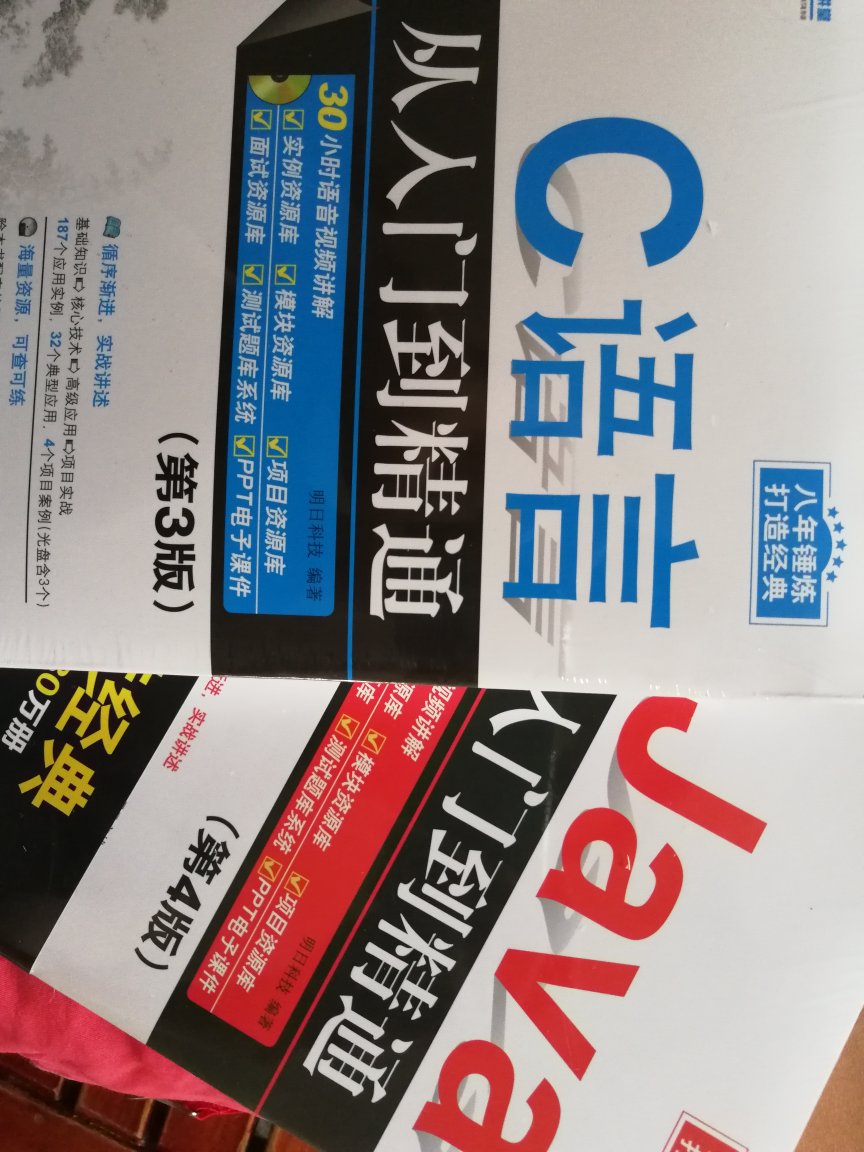 八年锤炼
打造经典
C语言
从入门到精通
明日科技 编著
30小时语音视频讲解
实例资源库 模块资源库 项目资源库
面试资源库 测试题库系统 PPT电子课件
(第3版)
循序渐进，实战讲述
基础知识⇨核心技术⇨高级应用⇨项目实战
187个应用实例，32个典型应用，4个项目案例(光盘含3个)
海量资源，可查可练
Java
入门到精通
明日科技 编著
视频讲解
源库 模块资源库 项目资源库
库 测试题库系统 PPT电子课件
(第4版)
进，实战讲述
经典
0万册